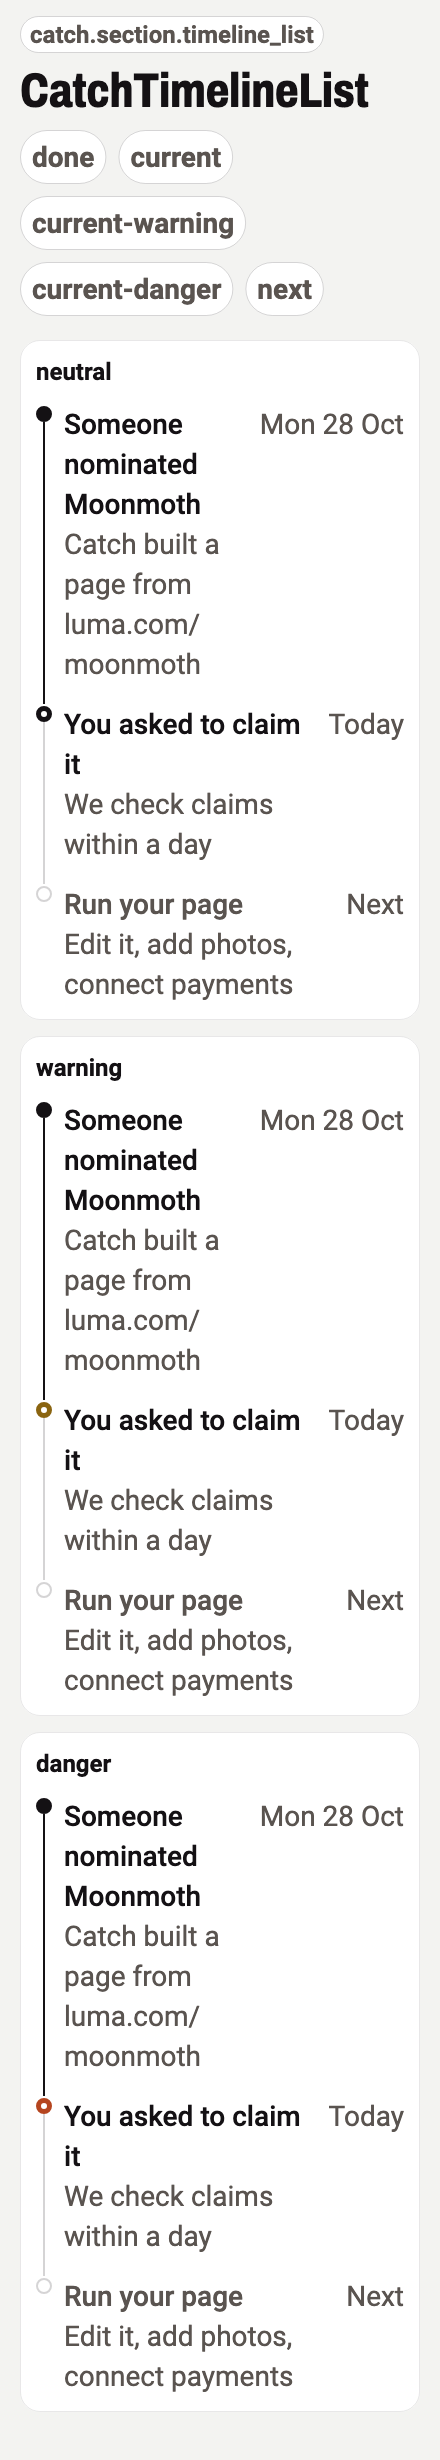 catch.section.timeline_list
CatchTimelineList
done current
current-warning
current-danger next
neutral
Someone Mon 28 Oct
nominated
Moonmoth
Catch built a
page from
luma.com/
moonmoth
You asked to claim Today
it
We check claims
within a day
Run your page Next
Edit it, add photos,
connect payments
warning
Someone Mon 28 Oct
nominated
Moonmoth
Catch built a
page from
luma.com/
moonmoth
You asked to claim Today
it
We check claims
within a day
Run your page Next
Edit it, add photos,
connect payments
danger
Someone Mon 28 Oct
nominated
Moonmoth
Catch built a
page from
luma.com/
moonmoth
You asked to claim Today
it
We check claims
within a day
Run your page Next
Edit it, add photos,
connect payments